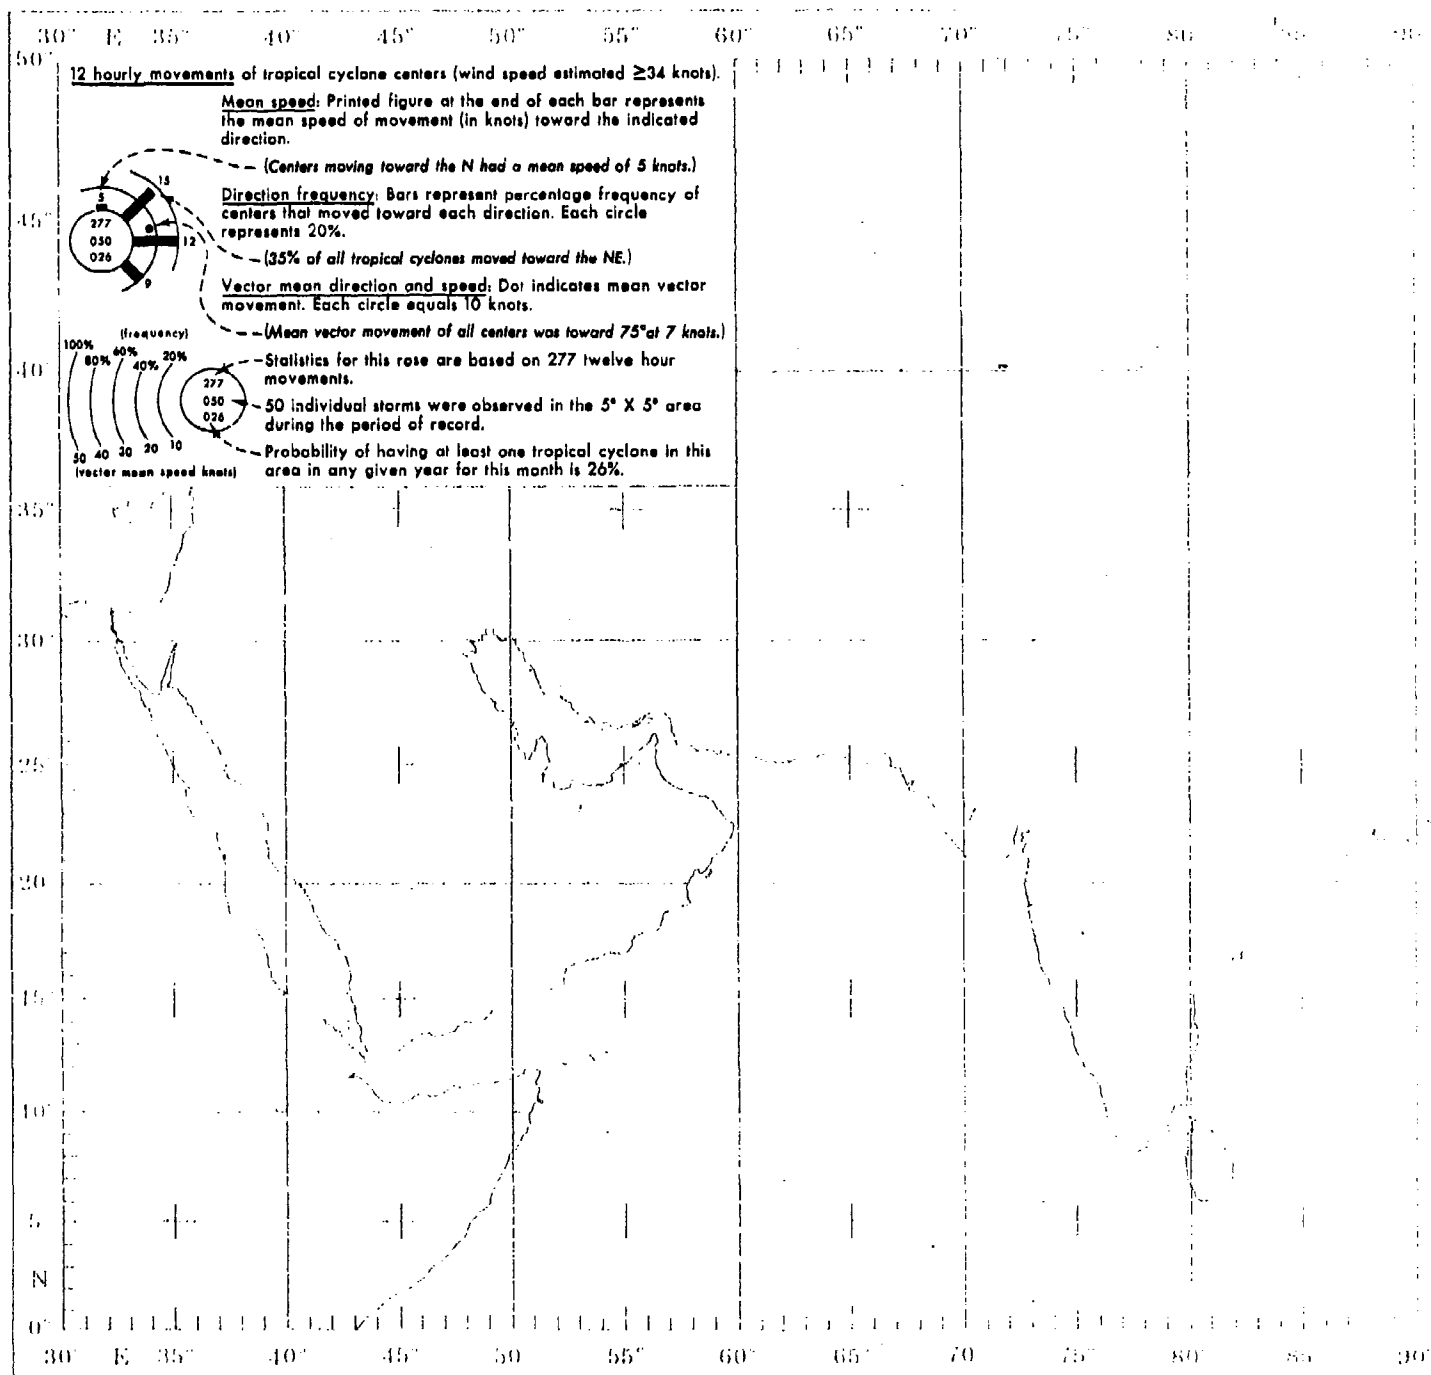 30° E 35° 40° 45° 50° 55° 60° 65° 70° 75° 80
50°
12 hourly movements of tropical cyclone centers (wind speed estimated ≥34 knots).
Mean speed: Printed figure at the end of each bar represents
the mean speed of movement (in knots) toward the indicated
direction.
(Centers moving toward the N had a mean speed of 5 knots.)
Direction frequency: Bars represent percentage frequency of
centers that moved toward each direction. Each circle
represents 20%.
(35% of all tropical cyclones moved toward the NE.)
Vector mean direction and speed: Dot indicates mean vector
movement. Each circle equals 10 knots.
(Mean vector movement of all centers was toward 75° at 7 knots.)
Statistics for this rose are based on 277 twelve hour
movements.
50 individual storms were observed in the 5° X 5° area
during the period of record.
Probability of having at least one tropical cyclone in this
area in any given year for this month is 26%.
5
15
277
050
026
12
9
(frequency)
100% 80% 60% 40% 20%
277
050
026
50 40 30 20 10
(vector mean speed knots)
45°
40°
35°
30°
25°
20
15°
10°
5
N
0°
30° E 35° 40° 45° 50° 55° 60° 65° 70 75° 80° 85 90°